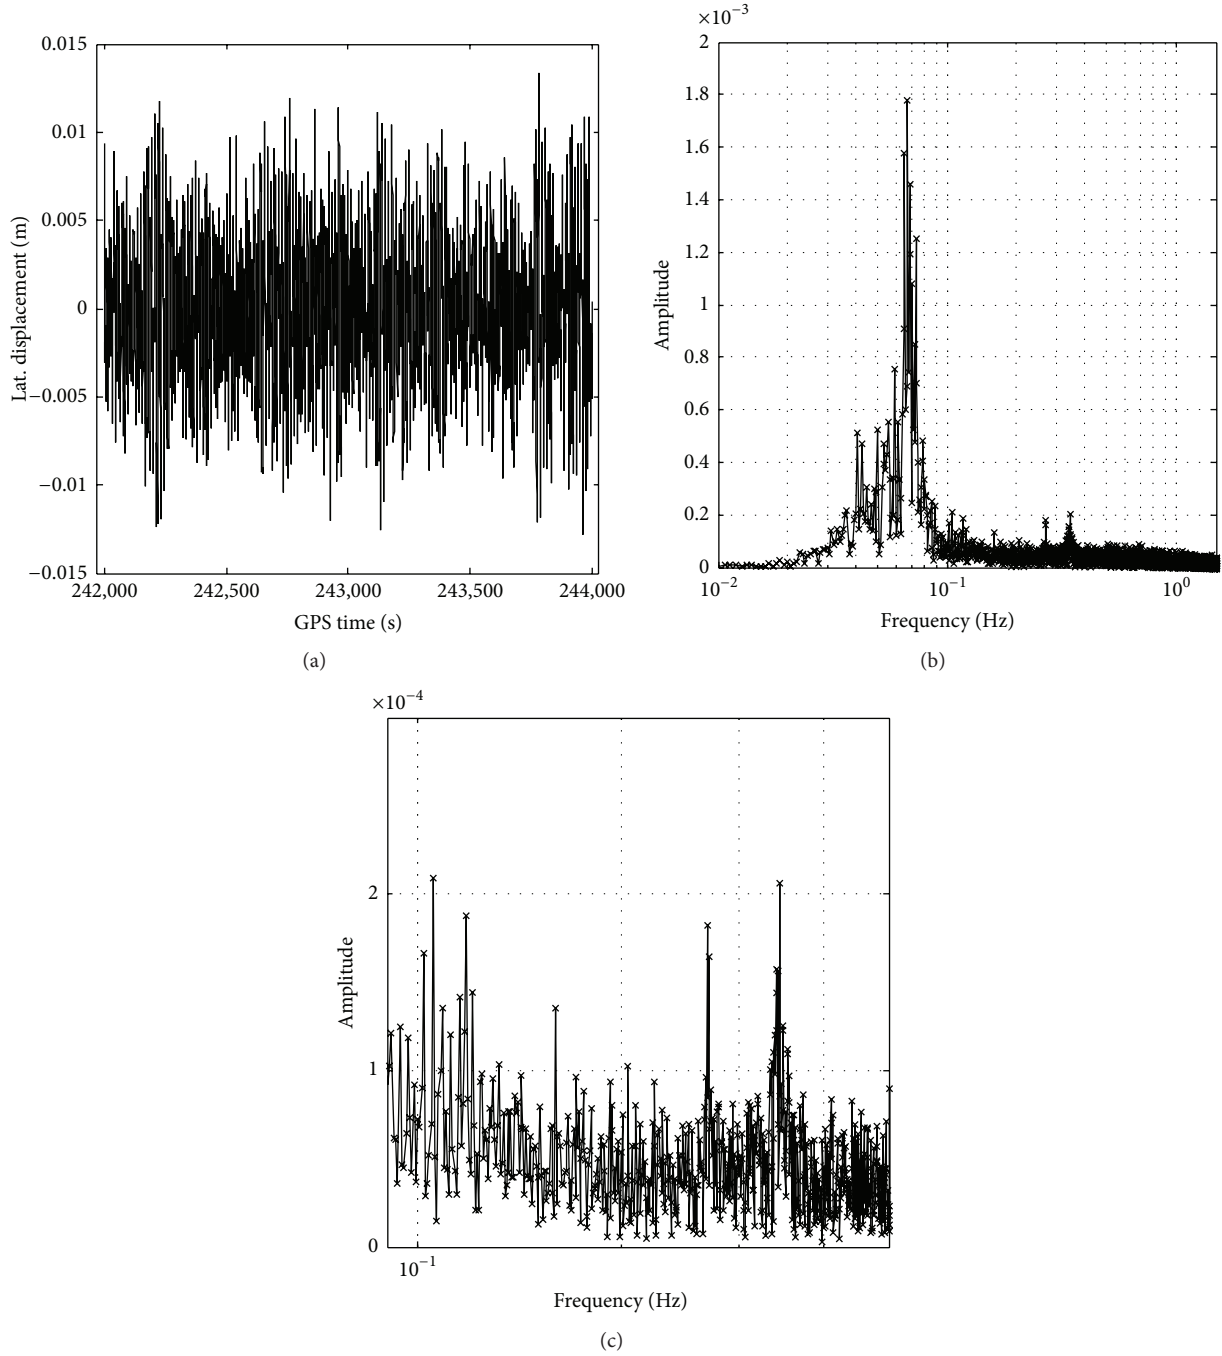 0.015
0.01
0.005
0
−0.005
−0.01
−0.015
Lat. displacement (m)
242,000 242,500 243,000 243,500 244,000
GPS time (s)
(a)
×10⁻³
2
1.8
1.6
1.4
1.2
1
0.8
0.6
0.4
0.2
0
Amplitude
10⁻² 10⁻¹ 10⁰
Frequency (Hz)
(b)
×10⁻⁴
2
1
0
Amplitude
10⁻¹
Frequency (Hz)
(c)